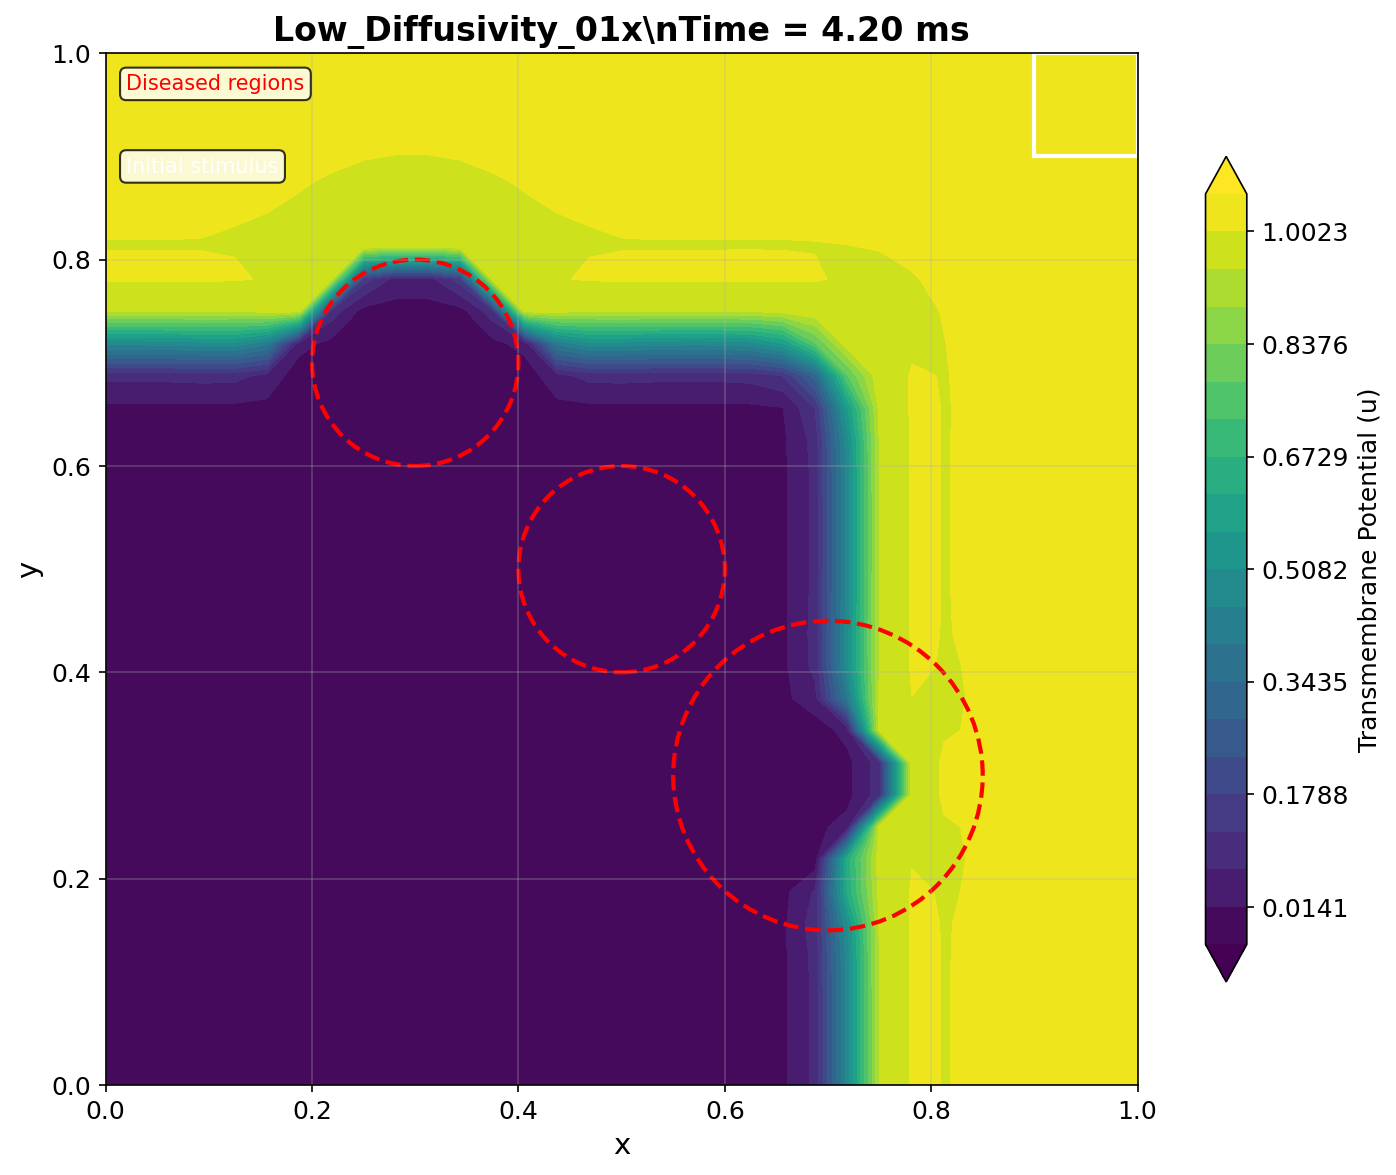 Low_Diffusivity_01x\nTime = 4.20 ms
Diseased regions
Initial stimulus
1.0
0.8
0.6
0.4
0.2
0.0
y
0.0 0.2 0.4 0.6 0.8 1.0
x
1.0023
0.8376
0.6729
0.5082
0.3435
0.1788
0.0141
Transmembrane Potential (u)